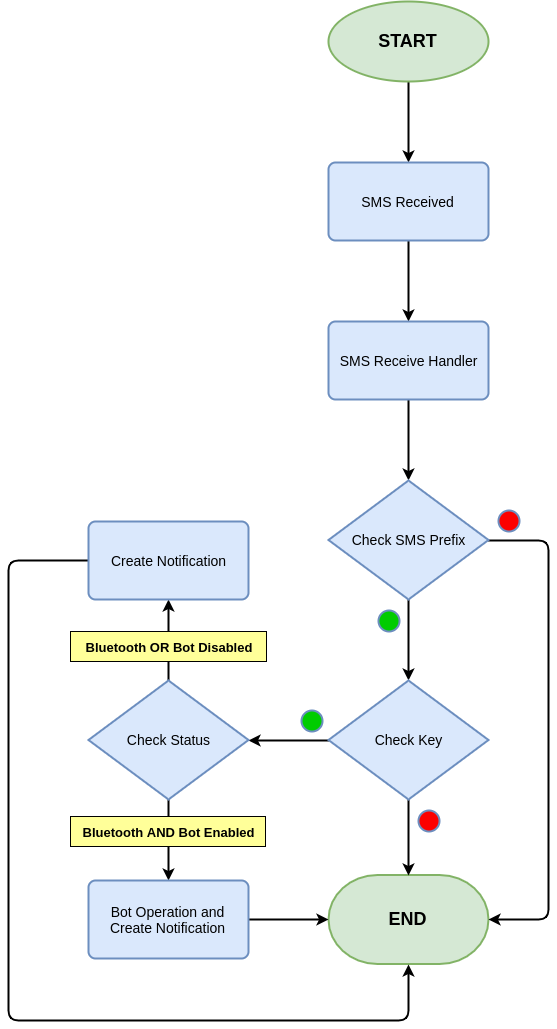 START
SMS Received
SMS Receive Handler
Check SMS Prefix
Create Notification
Bluetooth OR Bot Disabled
Check Status
Check Key
Bluetooth AND Bot Enabled
Bot Operation and
Create Notification
END